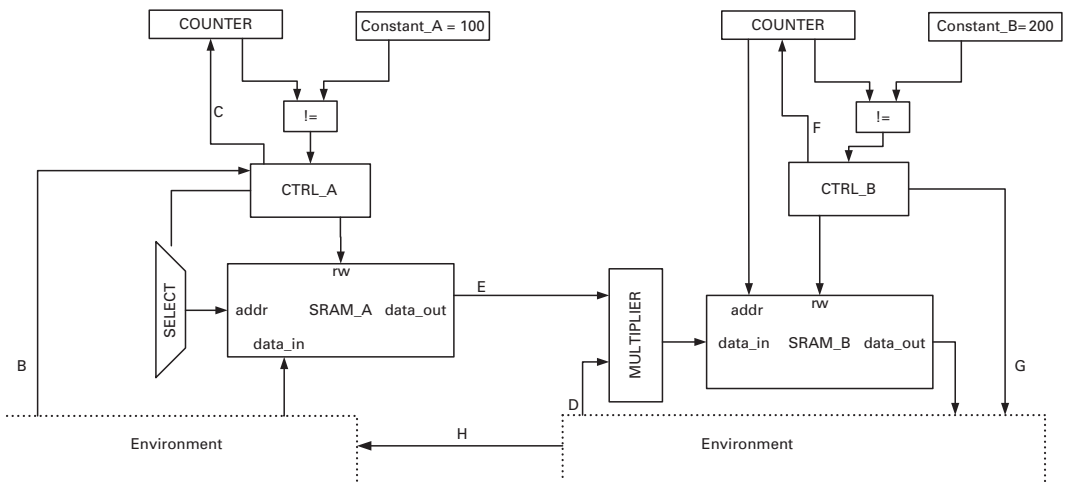 COUNTER
Constant_A = 100
COUNTER
Constant_B=200
C
!=
F
!=
CTRL_A
CTRL_B
SELECT
rw
addr SRAM_A data_out
data_in
E
MULTIPLIER
rw
addr
data_in SRAM_B data_out
B
D
G
Environment
H
Environment